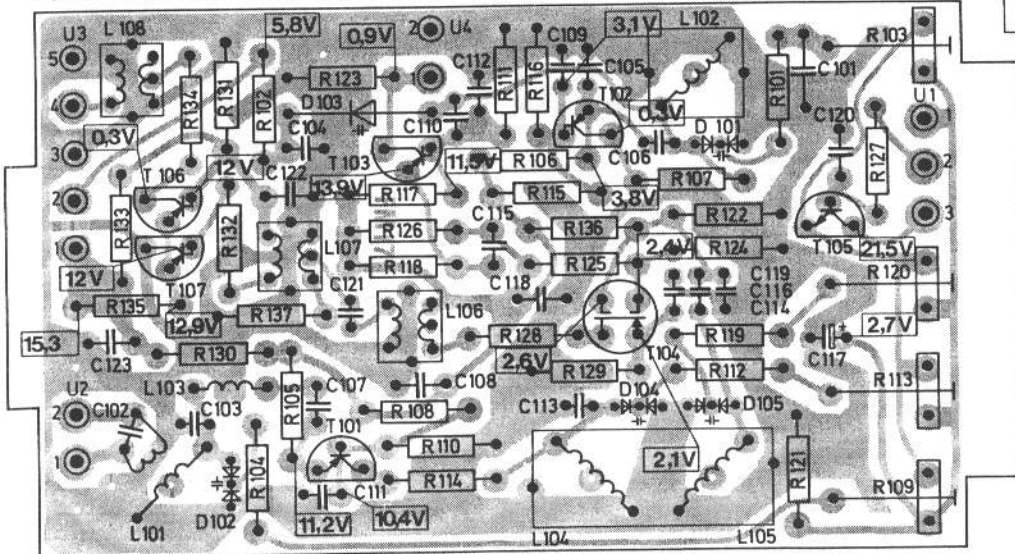 U3
L 108
5,8V
0,9V
2
U4
C109
3,1V
L102
R103
5
R134
R131
R102
R123
1
C112
R111
R116
C105
R101
C101
4
D103
T102
U1
C104
C110
0,3V
C120
1
0,3V
T103
11,5V
R106
C106
D 101
R127
3
12V
C122
13,9V
R117
R115
3,8V
R107
2
T 106
2
R133
R132
R126
C115
R136
R122
3
L107
2,4V
R124
T105
21,5V
1
R118
R125
C119
R120
12V
T107
C121
C118
C116
R135
L106
C114
12,9V
R137
R128
R119
2,7V
15,3
T104
C123
R130
2,6V
R129
R112
C117
U2
L103
R105
C107
C108
D104
R113
2
C102
C103
R108
C113
D105
T101
1
R110
R104
2,1V
R121
R114
C111
R109
D102
11,2V
10,4V
L101
L104
L105